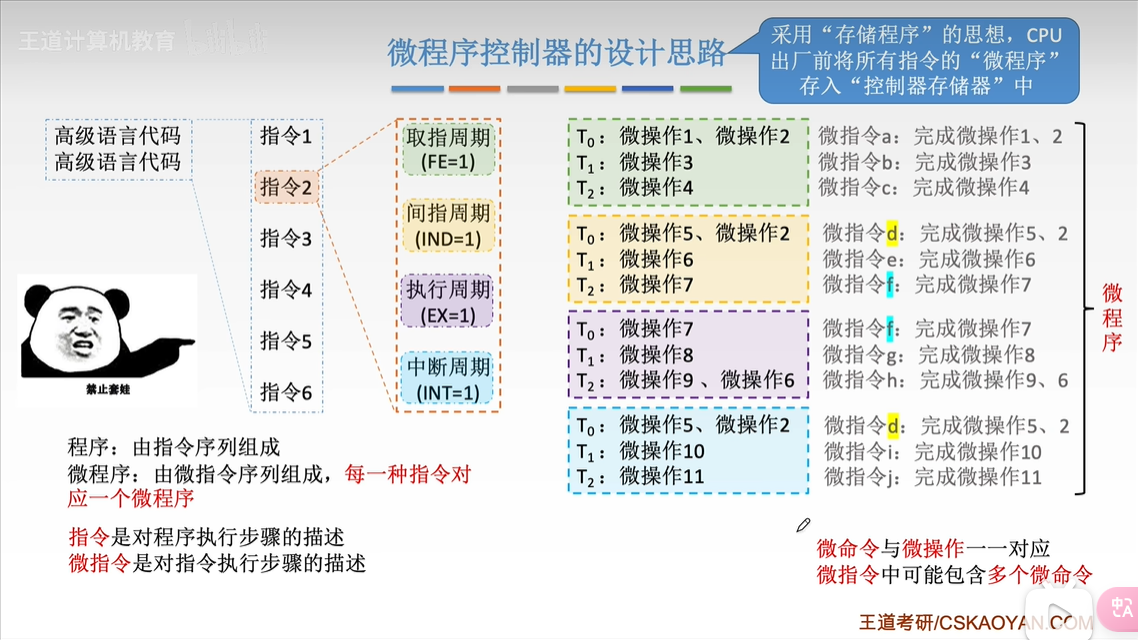 王道计算机教育
微程序控制器的设计思路
采用“存储程序”的思想，CPU
出厂前将所有指令的“微程序”
存入“控制器存储器”中
高级语言代码
高级语言代码
指令1
指令2
指令3
指令4
指令5
指令6
取指周期
(FE=1)
间指周期
(IND=1)
执行周期
(EX=1)
中断周期
(INT=1)
T₀：微操作1、微操作2
T₁：微操作3
T₂：微操作4
T₀：微操作5、微操作2
T₁：微操作6
T₂：微操作7
T₀：微操作7
T₁：微操作8
T₂：微操作9 、微操作6
T₀：微操作5、微操作2
T₁：微操作10
T₂：微操作11
微指令a：完成微操作1、2
微指令b：完成微操作3
微指令c：完成微操作4
微指令d：完成微操作5、2
微指令e：完成微操作6
微指令f：完成微操作7
微指令f：完成微操作7
微指令g：完成微操作8
微指令h：完成微操作9、6
微指令d：完成微操作5、2
微指令i：完成微操作10
微指令j：完成微操作11
微程序
禁止套娃
程序：由指令序列组成
微程序：由微指令序列组成，每一种指令对
应一个微程序
指令是对程序执行步骤的描述
微指令是对指令执行步骤的描述
微命令与微操作一一对应
微指令中可能包含多个微命令
王道考研/CSKAOYAN.COM
中A